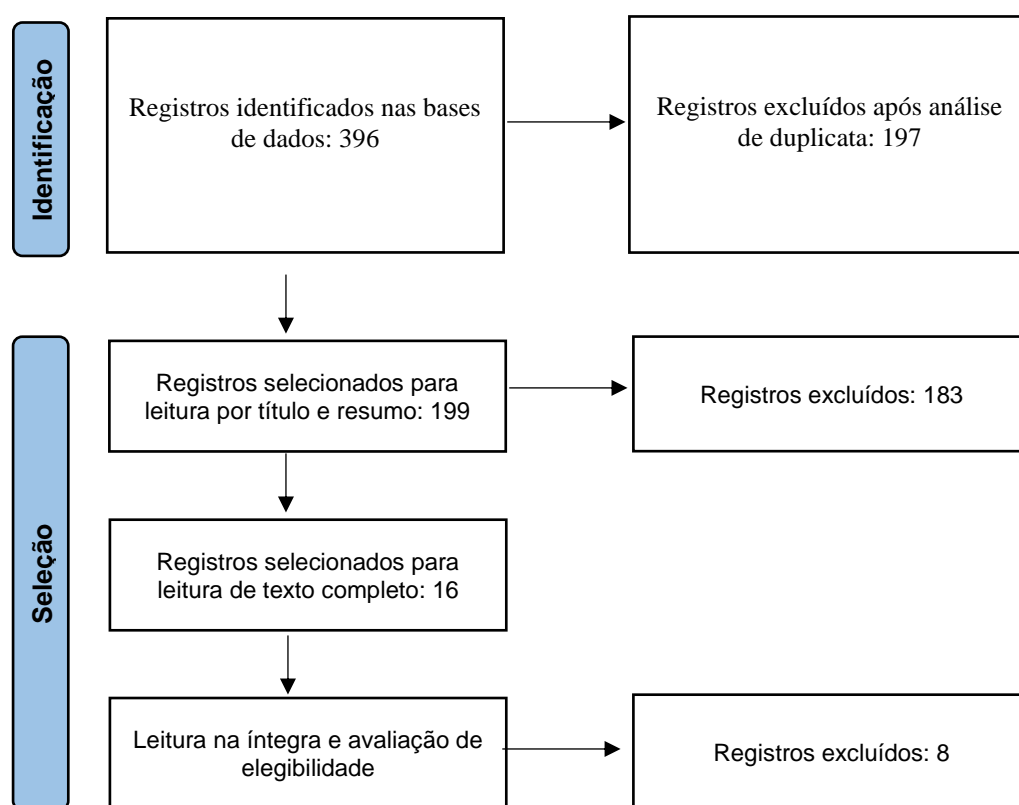 Identificação
Registros identificados nas bases
de dados: 396
Registros excluídos após análise
de duplicata: 197
Seleção
Registros selecionados para
leitura por título e resumo: 199
Registros excluídos: 183
Registros selecionados para
leitura de texto completo: 16
Leitura na íntegra e avaliação de
elegibilidade
Registros excluídos: 8